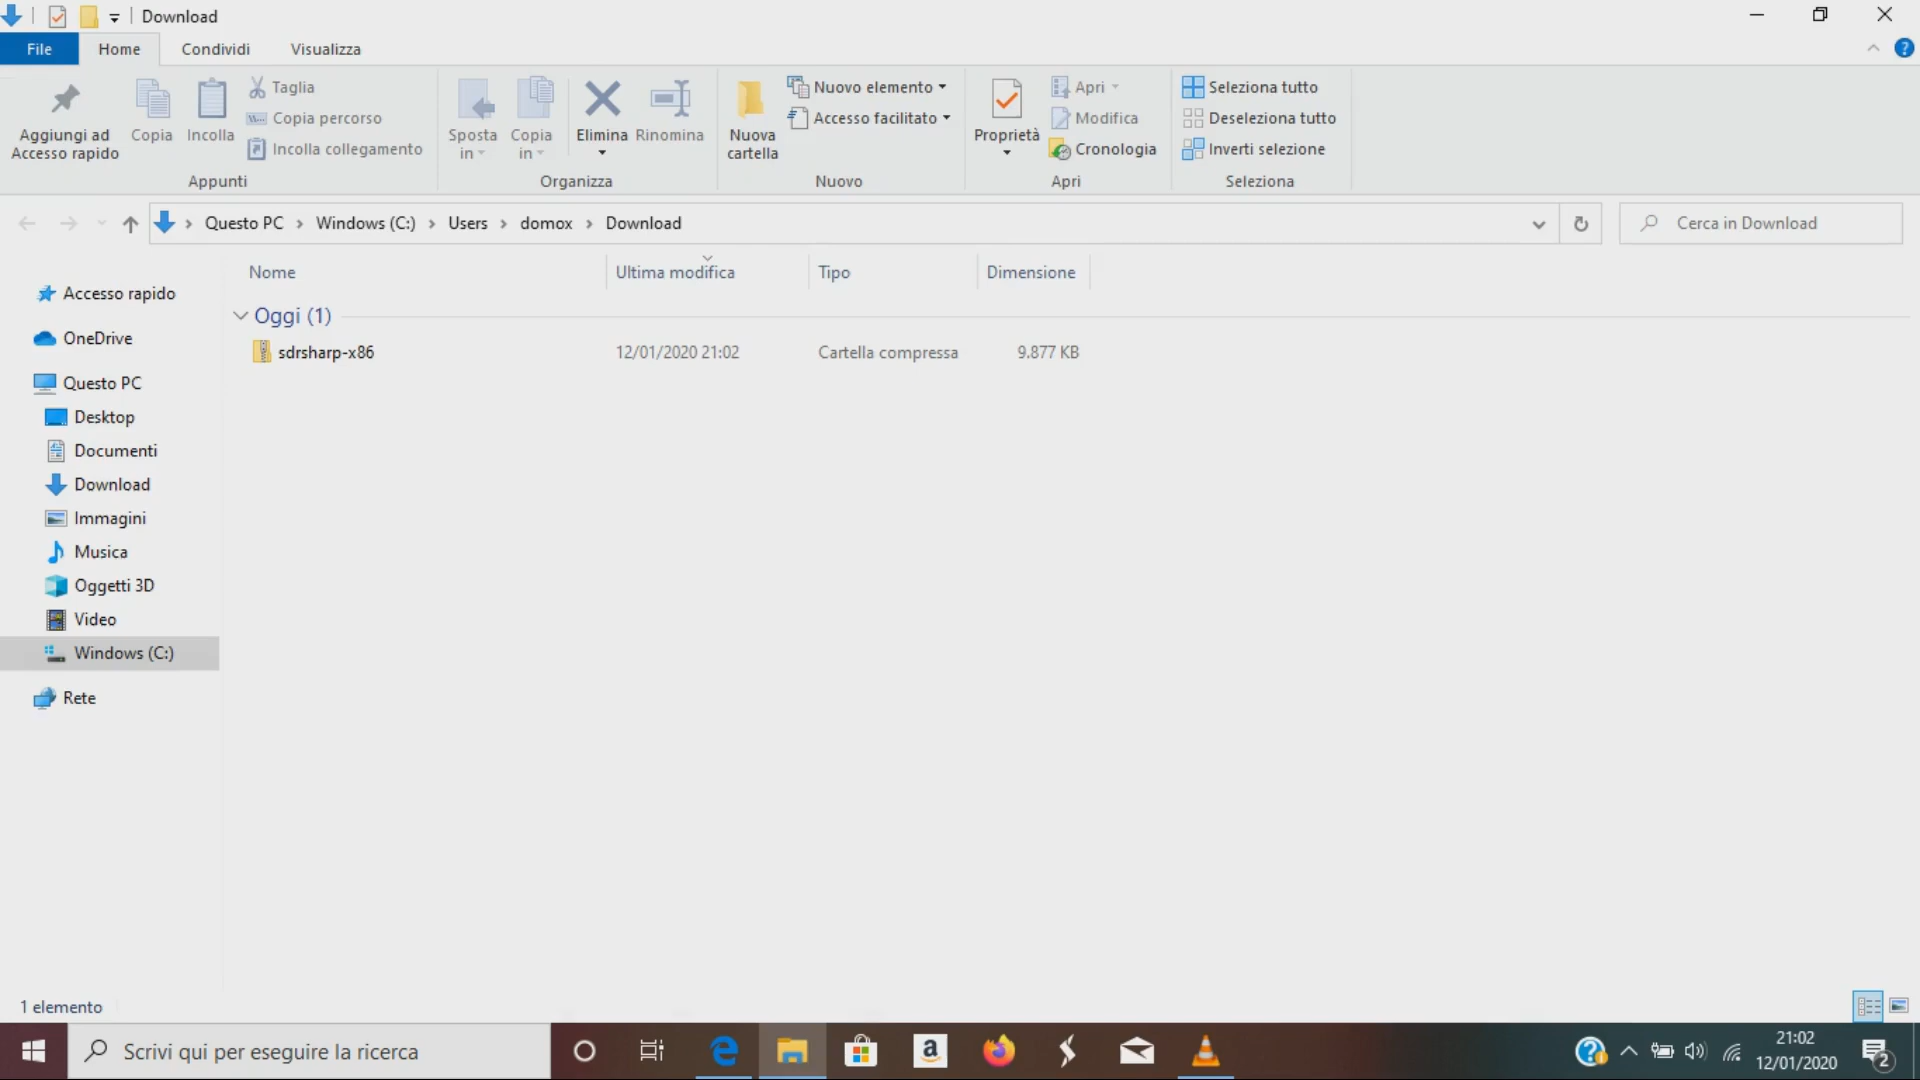 Download
File Home Condividi Visualizza
Aggiungi ad
Accesso rapido
Copia
Incolla
Taglia
Copia percorso
Incolla collegamento
Appunti
Sposta
in
Copia
in
Elimina
Rinomina
Organizza
Nuova
cartella
Nuovo elemento
Accesso facilitato
Nuovo
Proprietà
Apri
Modifica
Cronologia
Apri
Seleziona tutto
Deseleziona tutto
Inverti selezione
Seleziona
Questo PC > Windows (C:) > Users > domox > Download
Cerca in Download
Nome Ultima modifica Tipo Dimensione
Oggi (1)
sdrsharp-x86 12/01/2020 21:02 Cartella compressa 9.877 KB
Accesso rapido
OneDrive
Questo PC
Desktop
Documenti
Download
Immagini
Musica
Oggetti 3D
Video
Windows (C:)
Rete
1 elemento
Scrivi qui per eseguire la ricerca
21:02
12/01/2020
2